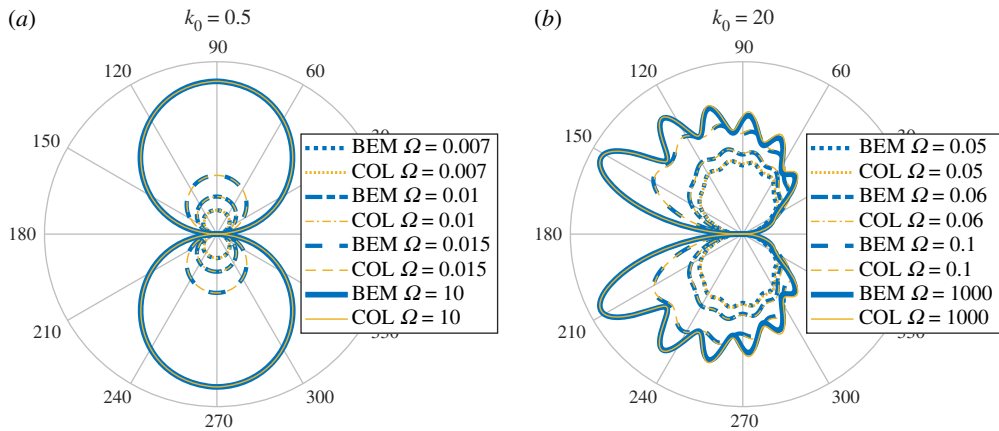 (a)
k₀ = 0.5
90
120
60
150
180
210
240
300
270
BEM Ω = 0.007
COL Ω = 0.007
BEM Ω = 0.01
COL Ω = 0.01
BEM Ω = 0.015
COL Ω = 0.015
BEM Ω = 10
COL Ω = 10
(b)
k₀ = 20
90
120
60
150
180
210
240
300
270
BEM Ω = 0.05
COL Ω = 0.05
BEM Ω = 0.06
COL Ω = 0.06
BEM Ω = 0.1
COL Ω = 0.1
BEM Ω = 1000
COL Ω = 1000